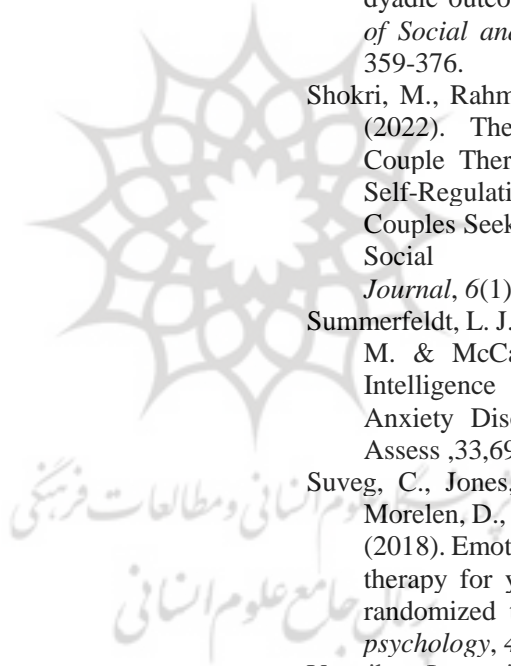 dyadic outco
of Social and
359-376.
Shokri, M., Rahm
(2022). The
Couple Ther
Self-Regulati
Couples Seek
Social
Journal, 6(1)
Summerfeldt, L. J.
M. & McCa
Intelligence
Anxiety Dis
Assess ,33,69
Suveg, C., Jones,
Morelen, D.,
(2018). Emot
therapy for y
randomized
psychology, 4
پژوهشگاه علوم انسانی و مطالعات فرهنگی
پرتال جامع علوم انسانی